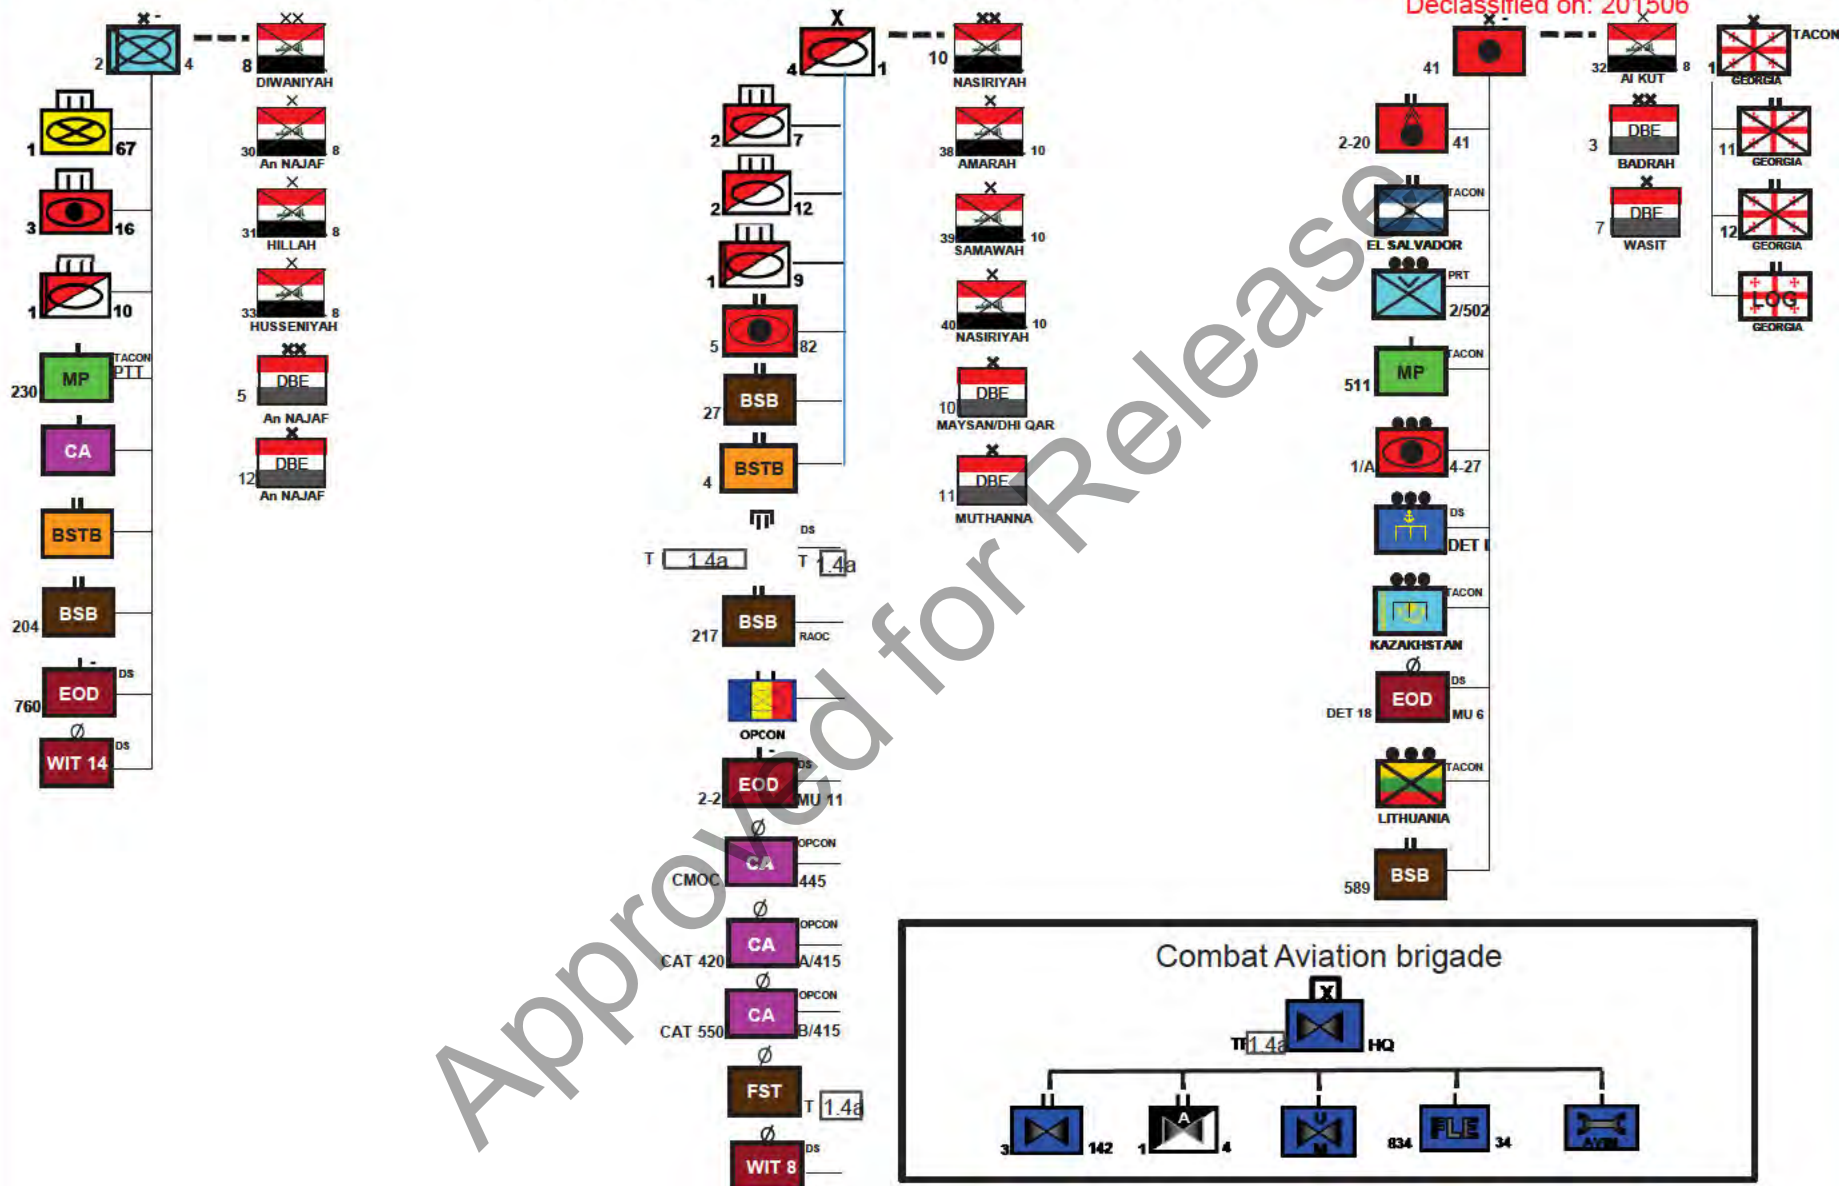 Declassified on: 201506
X -
2
4
XX
8
DIWANIYAH
1
67
X
30
8
An NAJAF
3
16
X
31
8
HILLAH
1
10
X
33
8
HUSSENIYAH
230
MP
TACON
PTT
XX
5
DBE
An NAJAF
CA
X
12
DBE
An NAJAF
BSTB
204
BSB
760
EOD
DS
Ø
WIT 14
DS
X
4
1
XX
10
NASIRIYAH
2
7
X
38
10
AMARAH
2
12
X
39
10
SAMAWAH
1
9
X
40
10
NASIRIYAH
5
82
27
BSB
X
10
DBE
MAYSAN/DHI QAR
4
BSTB
X
11
DBE
MUTHANNA
DS
T
1.4a
T
1.4a
217
BSB
RAOC
OPCON
2-2
EOD
DS
MU 11
Ø
CMOC
CA
OPCON
445
Ø
CAT 420
CA
OPCON
A/415
Ø
CAT 550
CA
OPCON
B/415
Ø
FST
T
1.4a
Ø
WIT 8
DS
X -
41
X
32
8
Al KUT
X
TACON
1
GEORGIA
2-20
41
XX
3
DBE
BADRAH
11
GEORGIA
TACON
EL SALVADOR
X
7
DBE
WASIT
12
GEORGIA
PRT
2/502
LOG
GEORGIA
511
MP
TACON
1/A
4-27
DS
DET
TACON
KAZAKHSTAN
Ø
DET 18
EOD
DS
MU 6
TACON
LITHUANIA
589
BSB
Combat Aviation brigade
X
TF
1.4a
HQ
3
142
A
1
4
U
M
834
FLE
34
AVIM
Approved for Release